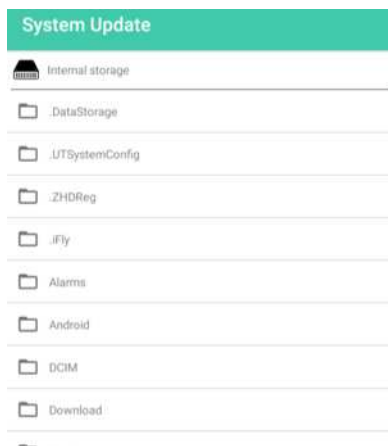 System Update
Internal storage
.DataStorage
.UTSystemConfig
.ZHDReg
.iFly
Alarms
Android
DCIM
Download